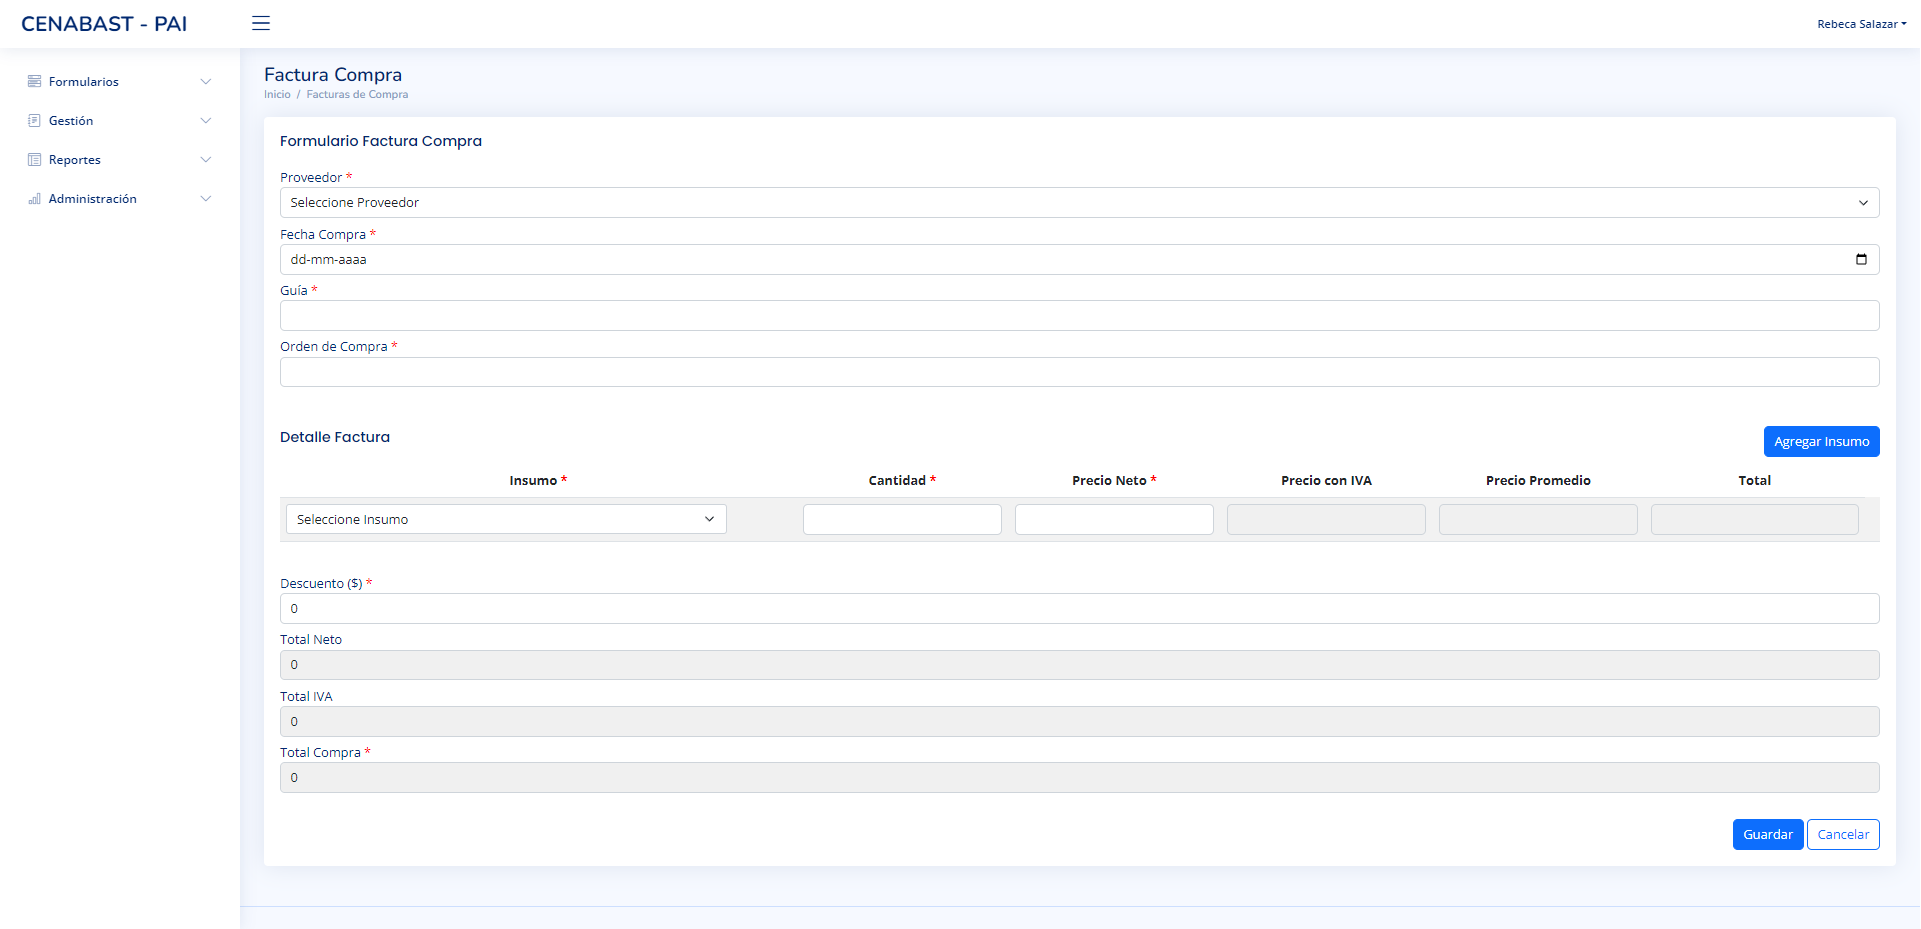 CENABAST - PAI
Rebeca Salazar
Formularios
Gestión
Reportes
Administración
Factura Compra
Inicio / Facturas de Compra
Formulario Factura Compra
Proveedor *
Seleccione Proveedor
Fecha Compra *
dd-mm-aaaa
Guía *
Orden de Compra *
Detalle Factura
Agregar Insumo
Insumo * Cantidad * Precio Neto * Precio con IVA Precio Promedio Total
Seleccione Insumo
Descuento ($) *
0
Total Neto
0
Total IVA
0
Total Compra *
0
Guardar Cancelar